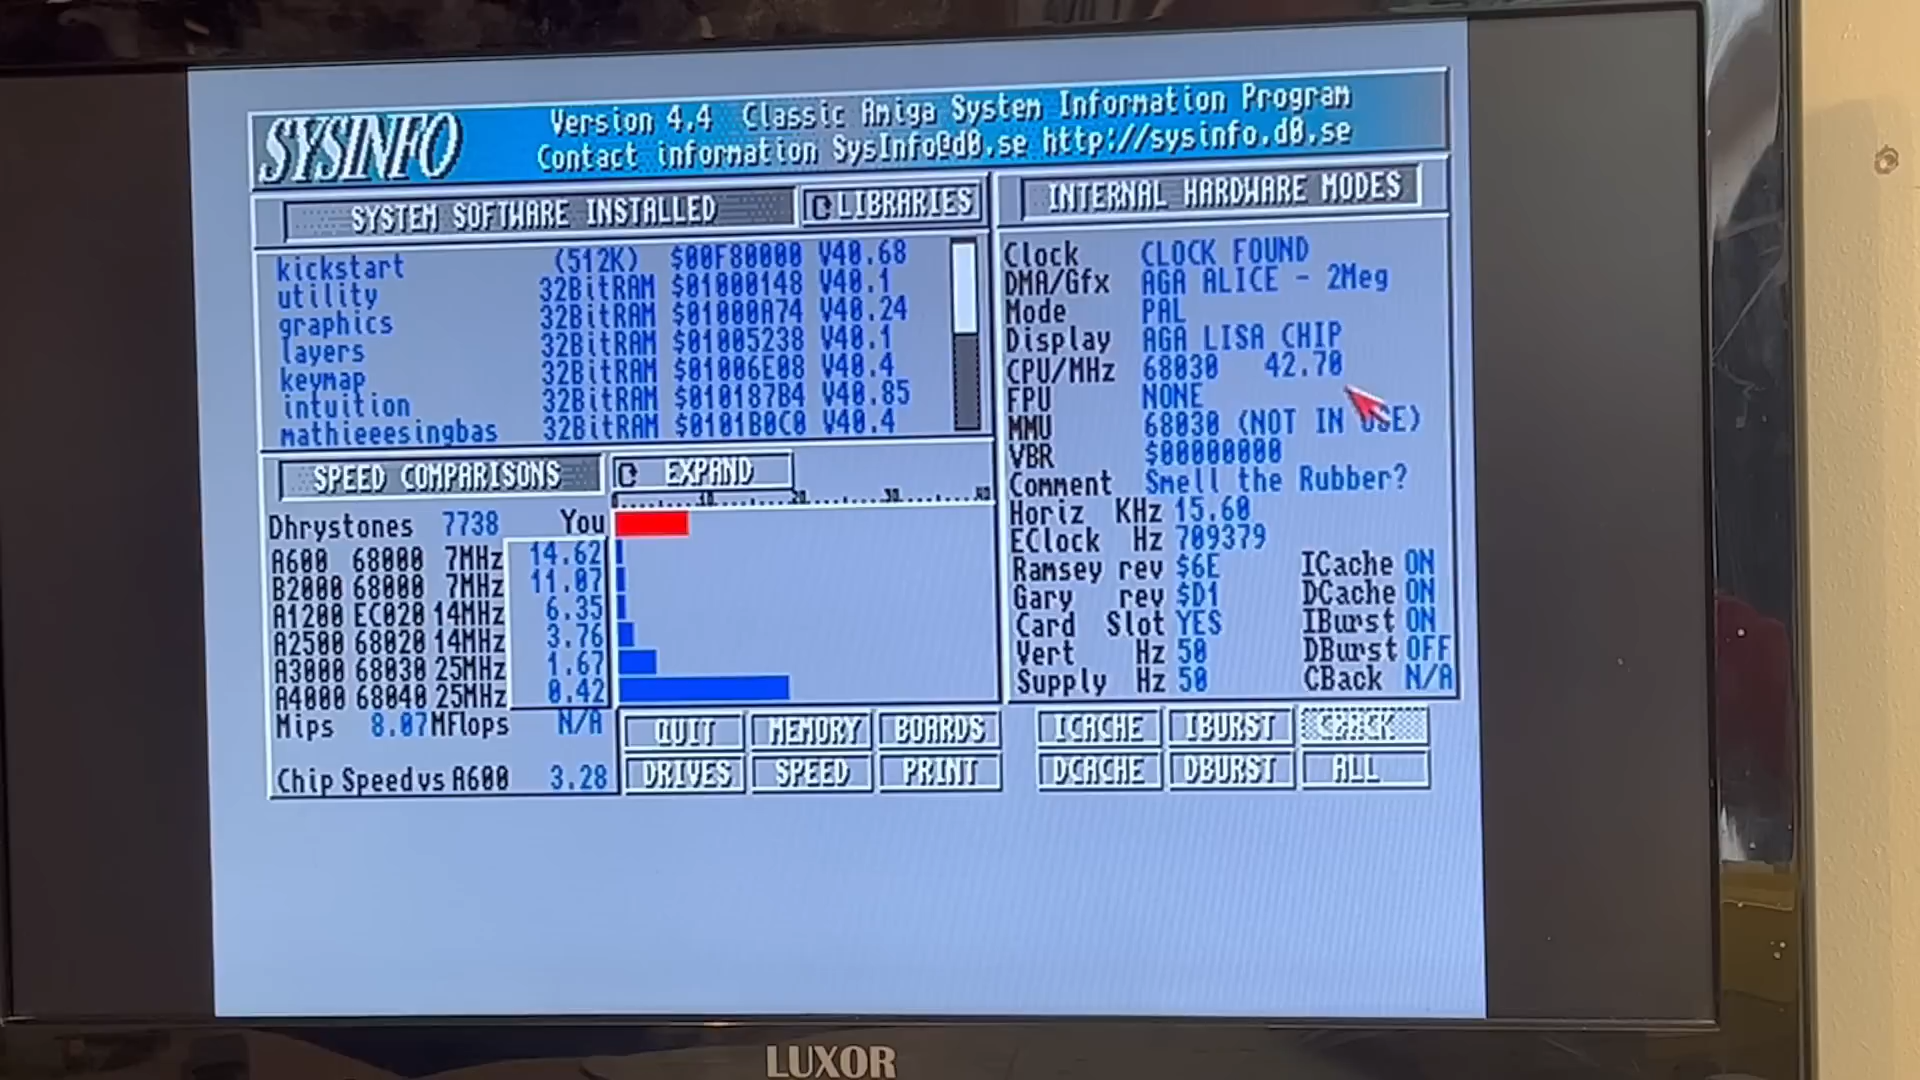 SYSINFO
Version 4.4 Classic Amiga System Information Program
Contact information SysInfo@d0.se http://sysinfo.d0.se
SYSTEM SOFTWARE INSTALLED
LIBRARIES
kickstart (512K) $00F80000 V40.68
utility 32BitRAM $01000148 V40.1
graphics 32BitRAM $01000A74 V40.24
layers 32BitRAM $01005238 V40.1
keymap 32BitRAM $01006E08 V40.4
intuition 32BitRAM $010187B4 V40.85
mathieeesingbas 32BitRAM $0101B0C0 V40.4
SPEED COMPARISONS
EXPAND
10 20 30 40
Dhrystones 7738 You
A600 68000 7MHz 14.62
B2000 68000 7MHz 11.07
A1200 EC020 14MHz 6.35
A2500 68020 14MHz 3.76
A3000 68030 25MHz 1.67
A4000 68040 25MHz 0.42
Mips 8.07 MFlops N/A
Chip Speed vs A600 3.28
INTERNAL HARDWARE MODES
Clock CLOCK FOUND
DMA/Gfx AGA ALICE - 2Meg
Mode PAL
Display AGA LISA CHIP
CPU/MHz 68030 42.70
FPU NONE
MMU 68030 (NOT IN USE)
VBR $00000000
Comment Smell the Rubber?
Horiz KHz 15.60
EClock Hz 709379
Ramsey rev $6E ICache ON
Gary rev $D1 DCache ON
Card Slot YES IBurst ON
Vert Hz 50 DBurst OFF
Supply Hz 50 CBack N/A
QUIT MEMORY BOARDS
DRIVES SPEED PRINT
ICACHE IBURST CBACK
DCACHE DBURST ALL
LUXOR